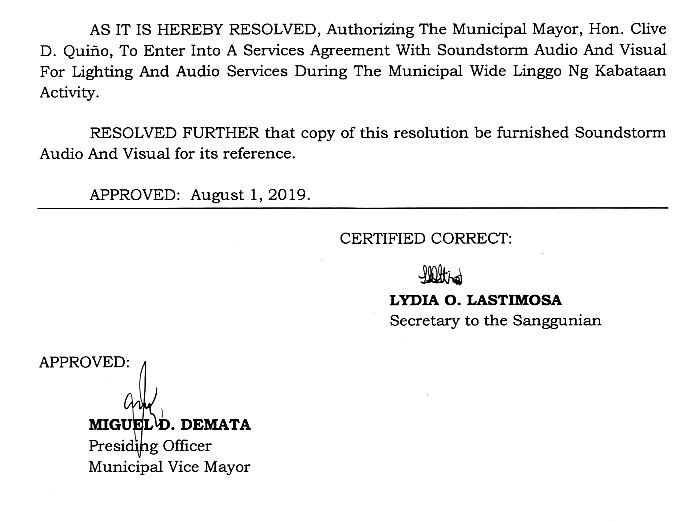 AS IT IS HEREBY RESOLVED, Authorizing The Municipal Mayor, Hon. Clive
D. Quiño, To Enter Into A Services Agreement With Soundstorm Audio And Visual
For Lighting And Audio Services During The Municipal Wide Linggo Ng Kabataan
Activity.
RESOLVED FURTHER that copy of this resolution be furnished Soundstorm
Audio And Visual for its reference.
APPROVED: August 1, 2019.
CERTIFIED CORRECT:
LYDIA O. LASTIMOSA
Secretary to the Sanggunian
APPROVED:
MIGUEL D. DEMATA
Presiding Officer
Municipal Vice Mayor